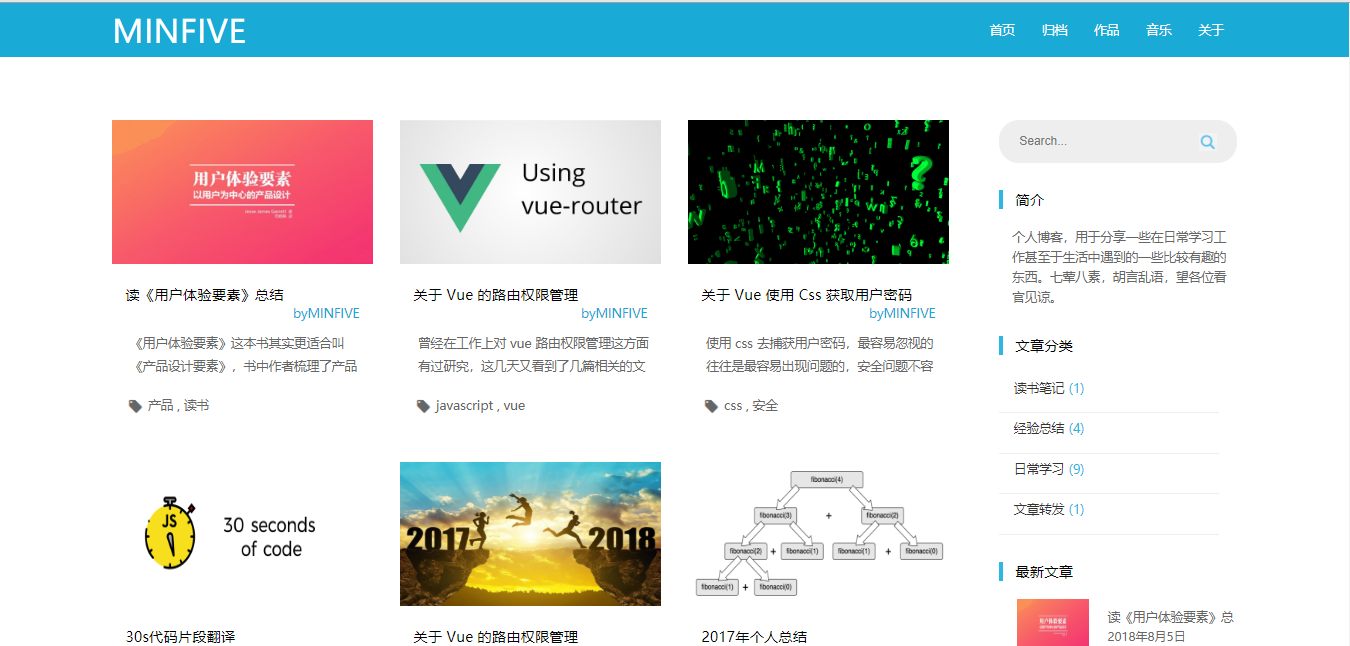 MINFIVE
首页 归档 作品 音乐 关于
用户体验要素
以用户为中心的产品设计
Using
vue-router
Search...
简介
个人博客，用于分享一些在日常学习工
作甚至于生活中遇到的一些比较有趣的
东西。七荤八素，胡言乱语，望各位看
官见谅。
读《用户体验要素》总结
byMINFIVE
《用户体验要素》这本书其实更适合叫
《产品设计要素》，书中作者梳理了产品
产品 , 读书
关于 Vue 的路由权限管理
byMINFIVE
曾经在工作上对 vue 路由权限管理这方面
有过研究，这几天又看到了几篇相关的文
javascript , vue
关于 Vue 使用 Css 获取用户密码
byMINFIVE
使用 css 去捕获用户密码，最容易忽视的
往往是最容易出现问题的，安全问题不容
css , 安全
文章分类
读书笔记 (1)
经验总结 (4)
日常学习 (9)
文章转发 (1)
JS
30 seconds
of code
30s代码片段翻译
2017 2018
关于 Vue 的路由权限管理
fibonacci(4)
fibonacci(3) + fibonacci(2)
fibonacci(2) + fibonacci(1) fibonacci(1) + fibonacci(0)
fibonacci(1) + fibonacci(0)
2017年个人总结
最新文章
用户体验要素
读《用户体验要素》总
2018年8月5日